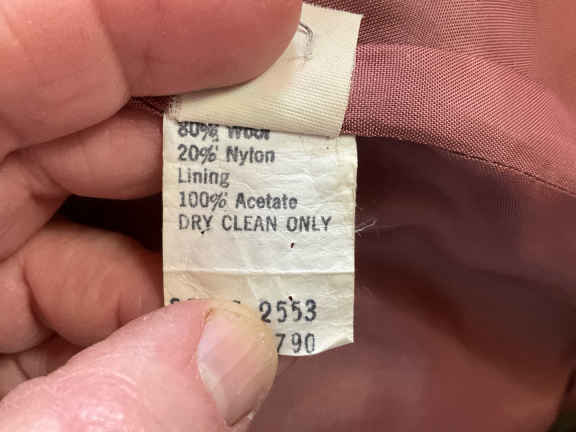 80% Wool
20% Nylon
Lining
100% Acetate
DRY CLEAN ONLY
2553
790